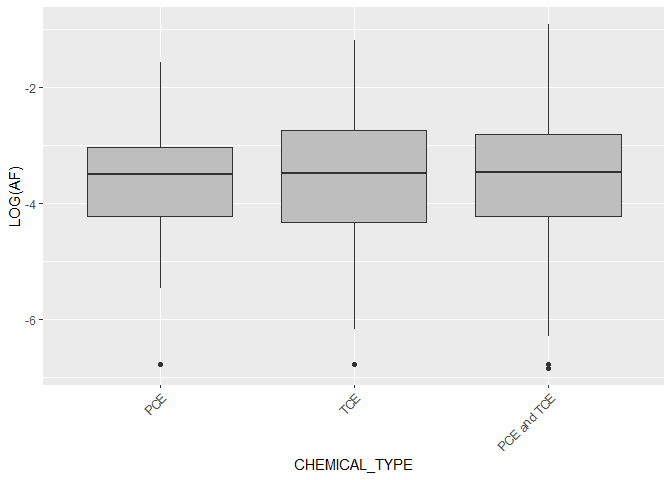 LOG(AF)
-2
-4
-6
PCE
TCE
PCE and TCE
CHEMICAL_TYPE